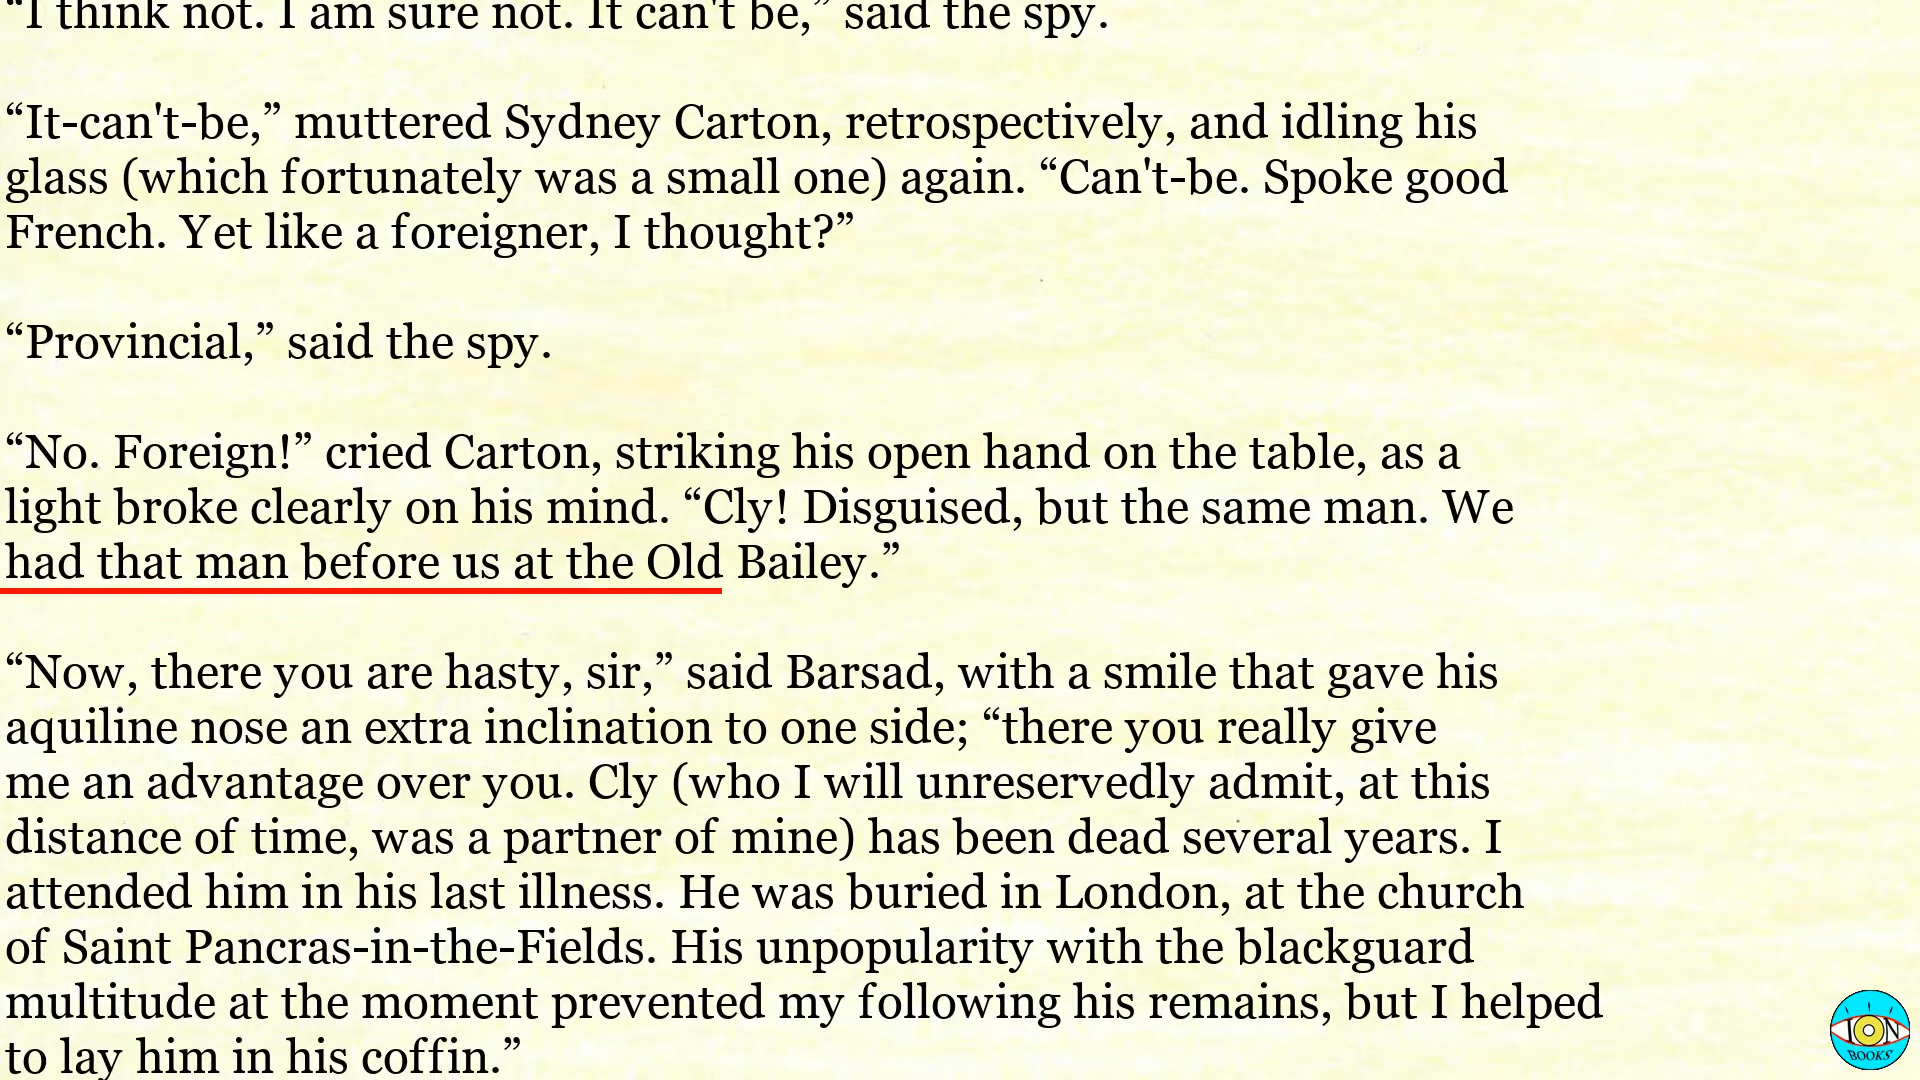 “I think not. I am sure not. It can't be,” said the spy.
“It-can't-be,” muttered Sydney Carton, retrospectively, and idling his
glass (which fortunately was a small one) again. “Can't-be. Spoke good
French. Yet like a foreigner, I thought?”
“Provincial,” said the spy.
“No. Foreign!” cried Carton, striking his open hand on the table, as a
light broke clearly on his mind. “Cly! Disguised, but the same man. We
had that man before us at the Old Bailey.”
“Now, there you are hasty, sir,” said Barsad, with a smile that gave his
aquiline nose an extra inclination to one side; “there you really give
me an advantage over you. Cly (who I will unreservedly admit, at this
distance of time, was a partner of mine) has been dead several years. I
attended him in his last illness. He was buried in London, at the church
of Saint Pancras-in-the-Fields. His unpopularity with the blackguard
multitude at the moment prevented my following his remains, but I helped
to lay him in his coffin.”
ION
BOOKS